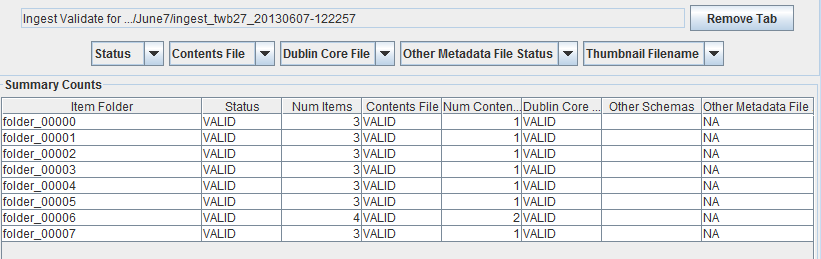 Ingest Validate for .../June7/ingest_twb27_20130607-122257 Remove Tab
Status Contents File Dublin Core File Other Metadata File Status Thumbnail Filename
Summary Counts
Item Folder Status Num Items Contents File Num Conten... Dublin Core ... Other Schemas Other Metadata File
folder_00000 VALID 3 VALID 1 VALID NA
folder_00001 VALID 3 VALID 1 VALID NA
folder_00002 VALID 3 VALID 1 VALID NA
folder_00003 VALID 3 VALID 1 VALID NA
folder_00004 VALID 3 VALID 1 VALID NA
folder_00005 VALID 3 VALID 1 VALID NA
folder_00006 VALID 4 VALID 2 VALID NA
folder_00007 VALID 3 VALID 1 VALID NA